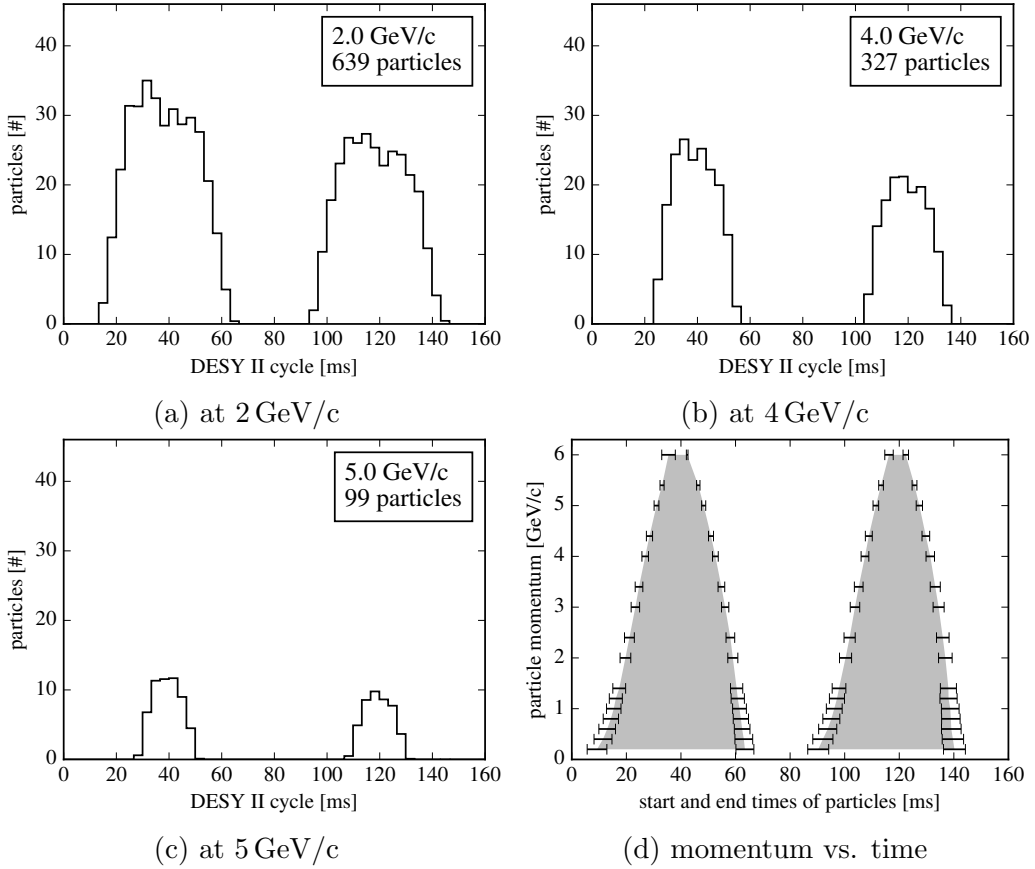 2.0 GeV/c
639 particles
particles [#]
40
30
20
10
0
0 20 40 60 80 100 120 140 160
DESY II cycle [ms]
(a) at 2 GeV/c
4.0 GeV/c
327 particles
particles [#]
40
30
20
10
0
0 20 40 60 80 100 120 140 160
DESY II cycle [ms]
(b) at 4 GeV/c
5.0 GeV/c
99 particles
particles [#]
40
30
20
10
0
0 20 40 60 80 100 120 140 160
DESY II cycle [ms]
(c) at 5 GeV/c
particle momentum [GeV/c]
6
5
4
3
2
1
0
0 20 40 60 80 100 120 140 160
start and end times of particles [ms]
(d) momentum vs. time